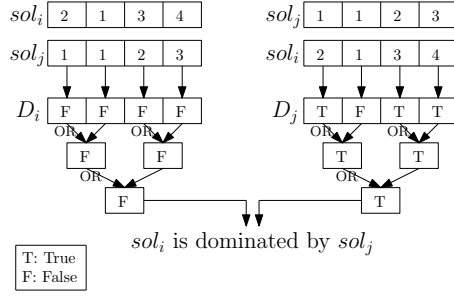 sol_i 2 1 3 4 sol_i 1 1 2 3
sol_j 1 1 2 3 sol_j 2 1 3 4
D_i F F F F D_j T F T T
OR OR OR OR
F F T T
OR OR
F T
sol_i is dominated by sol_j
T: True
F: False